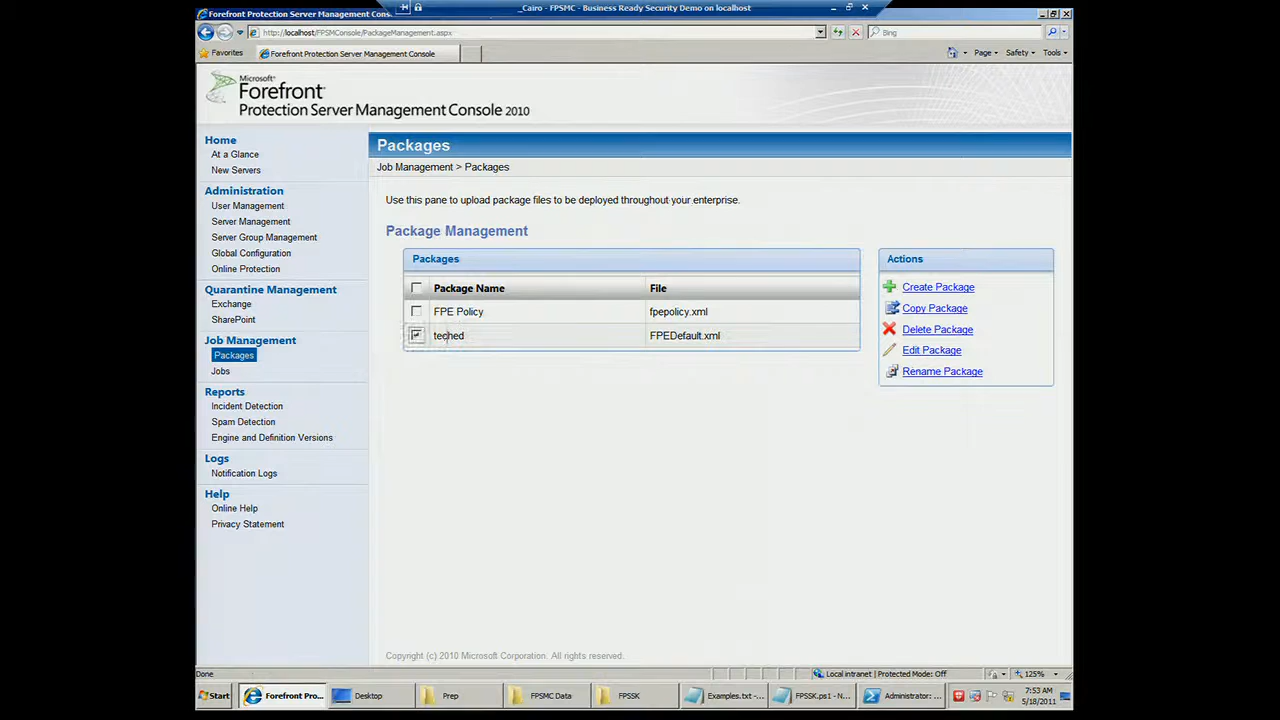 _Cairo - FPSMC - Business Ready Security Demo on localhost
Forefront Protection Server Management Cons
http://localhost/FPSMConsole/PackageManagement.aspx
Bing
Favorites
Forefront Protection Server Management Console
Page
Safety
Tools
Microsoft
Forefront
Protection Server Management Console 2010
Home
At a Glance
New Servers
Administration
User Management
Server Management
Server Group Management
Global Configuration
Online Protection
Quarantine Management
Exchange
SharePoint
Job Management
Packages
Jobs
Reports
Incident Detection
Spam Detection
Engine and Definition Versions
Logs
Notification Logs
Help
Online Help
Privacy Statement
Packages
Job Management > Packages
Use this pane to upload package files to be deployed throughout your enterprise.
Package Management
Packages
Package Name File
FPE Policy fpepolicy.xml
teched FPEDefault.xml
Actions
Create Package
Copy Package
Delete Package
Edit Package
Rename Package
Copyright (c) 2010 Microsoft Corporation. All rights reserved.
Done
Local intranet | Protected Mode: Off
125%
Start
Forefront Pro...
Desktop
Prep
FPSMC Data
FPSSK
Examples.txt -...
FPSSK.ps1 - N...
Administrator: ...
7:53 AM
5/18/2011